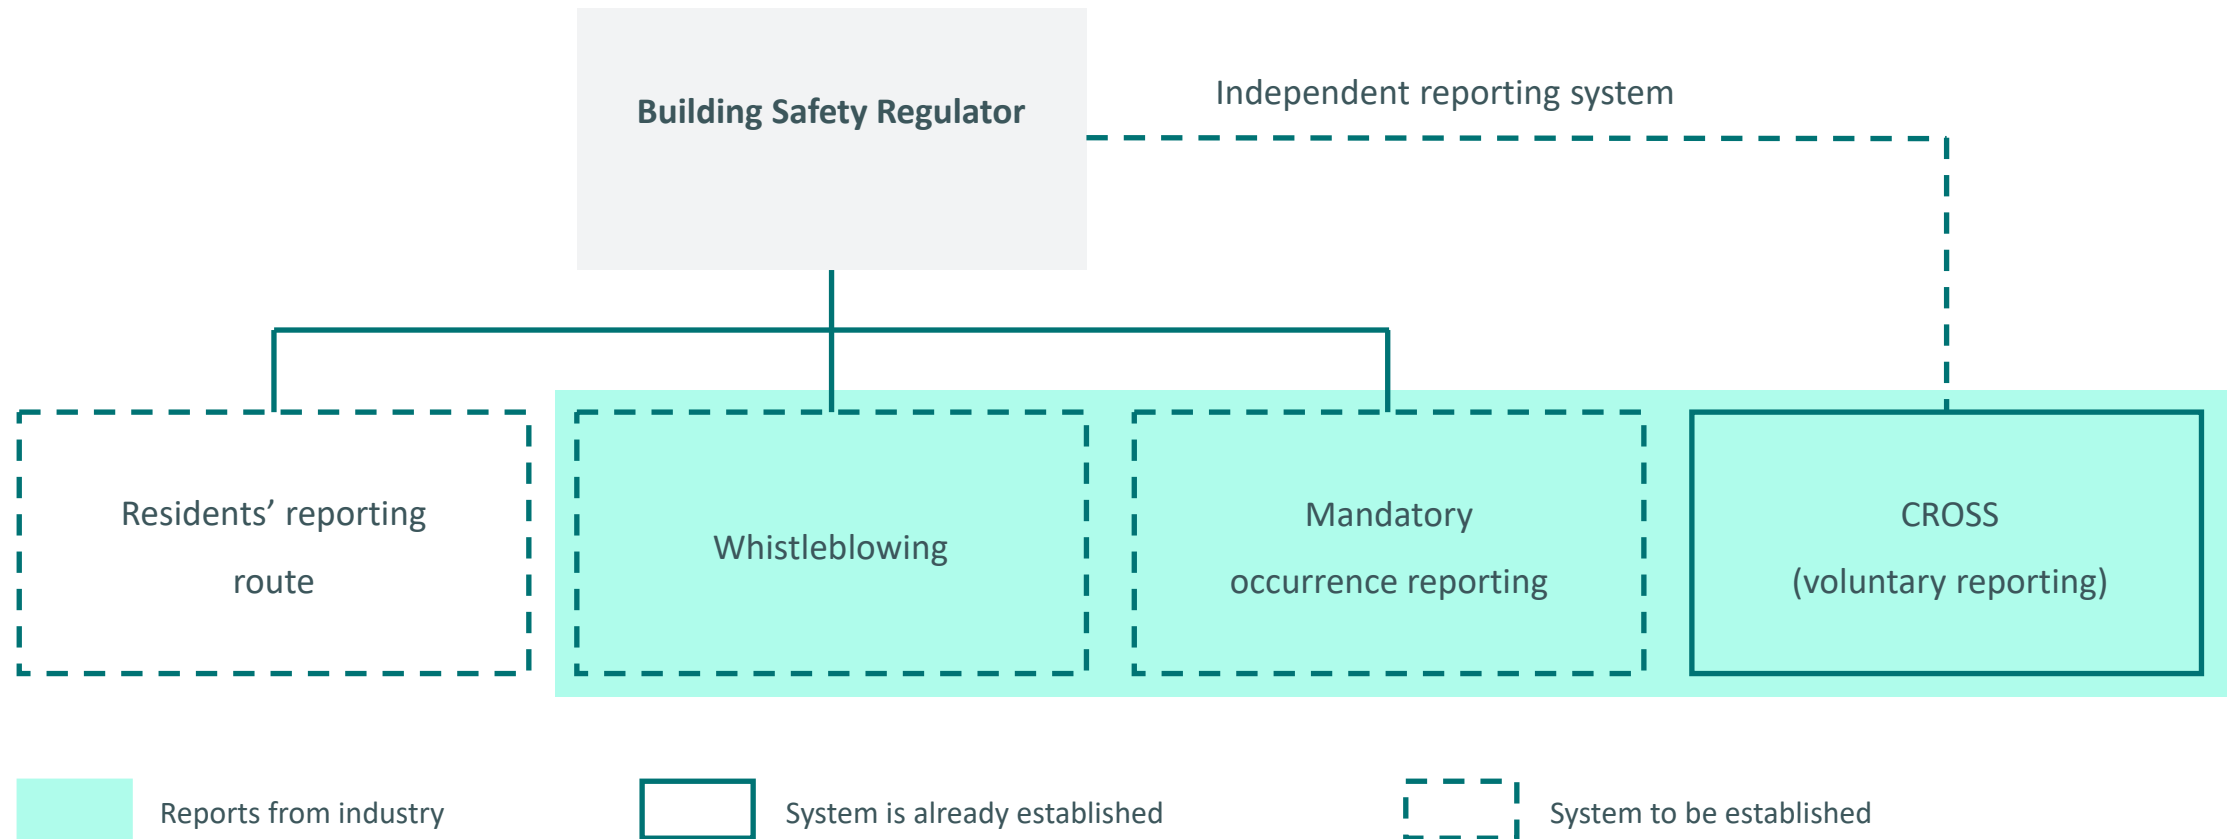 Building Safety Regulator
Independent reporting system
Residents’ reporting
route
Whistleblowing
Mandatory
occurrence reporting
CROSS
(voluntary reporting)
Reports from industry
System is already established
System to be established